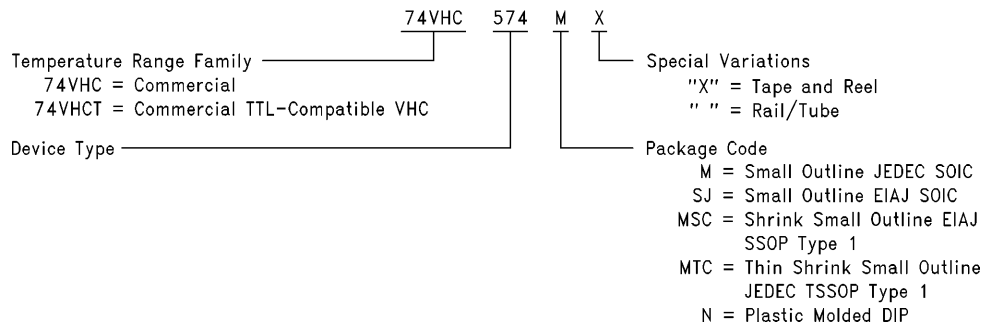 74VHC 574 M X
Temperature Range Family
74VHC = Commercial
74VHCT = Commercial TTL-Compatible VHC
Device Type
Special Variations
"X" = Tape and Reel
" " = Rail/Tube
Package Code
M = Small Outline JEDEC SOIC
SJ = Small Outline EIAJ SOIC
MSC = Shrink Small Outline EIAJ
SSOP Type 1
MTC = Thin Shrink Small Outline
JEDEC TSSOP Type 1
N = Plastic Molded DIP